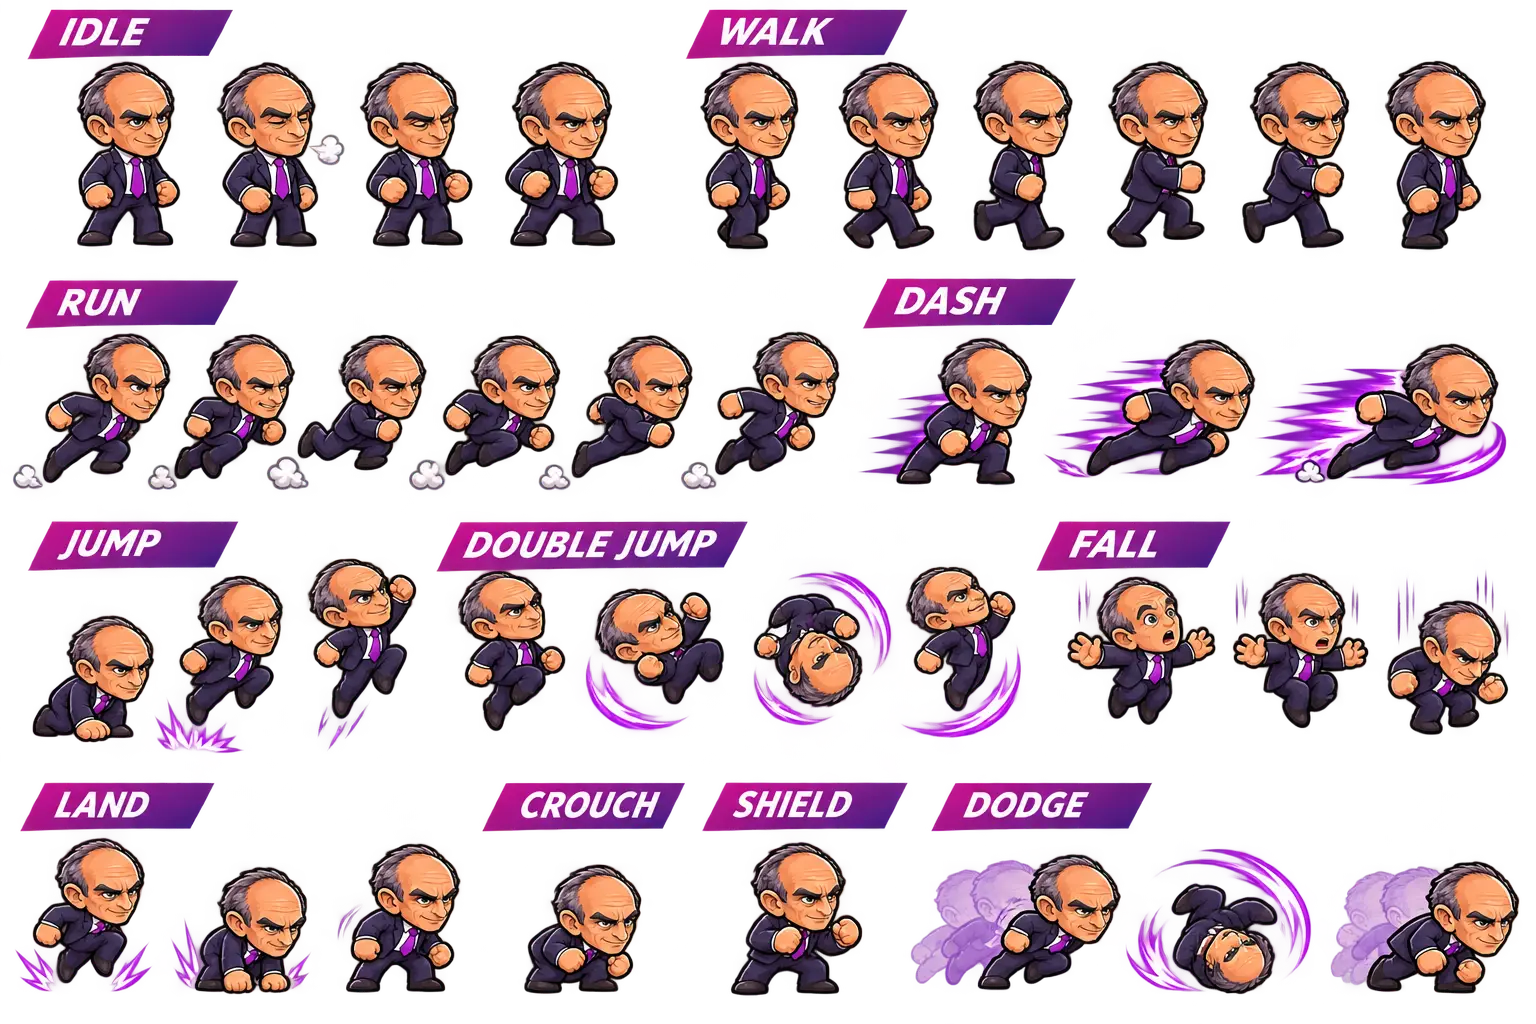 IDLE
WALK
RUN
DASH
JUMP
DOUBLE JUMP
FALL
LAND
CROUCH
SHIELD
DODGE